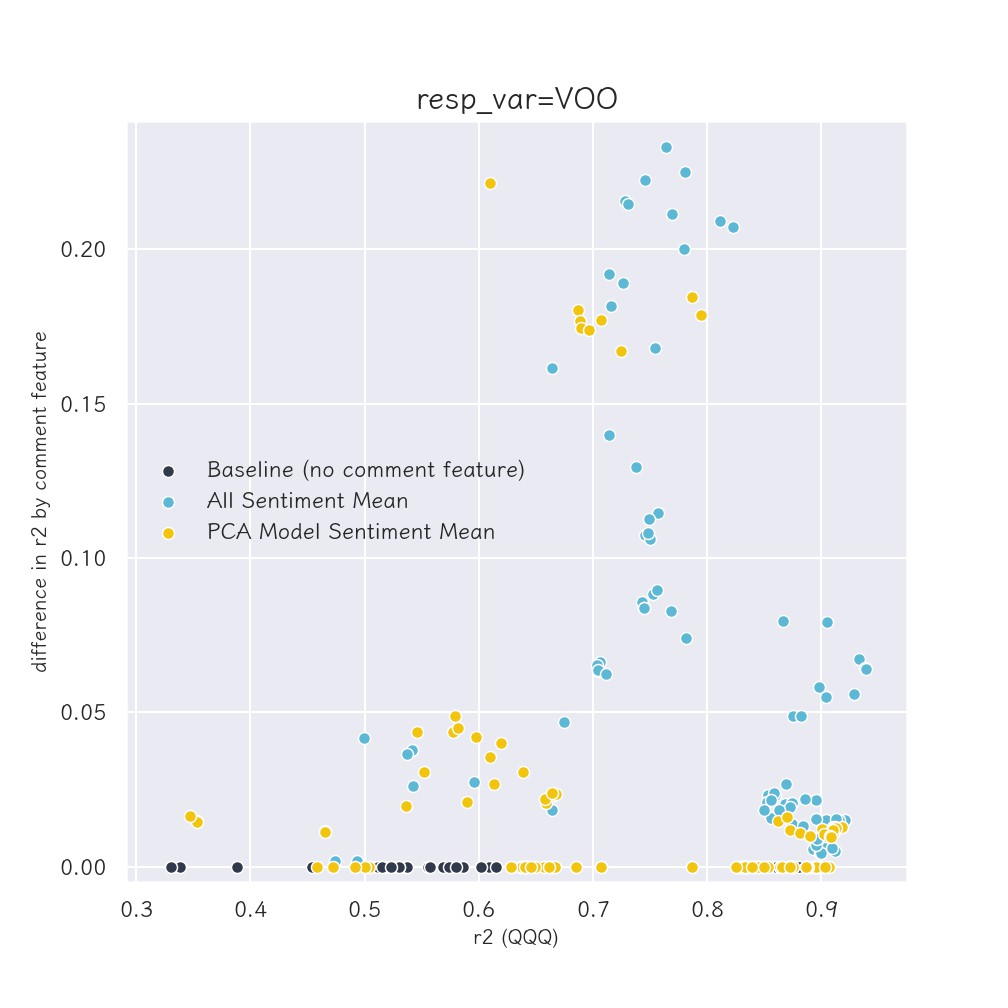 resp_var=VOO
difference in r2 by comment feature
0.20
0.15
0.10
0.05
0.00
Baseline (no comment feature)
All Sentiment Mean
PCA Model Sentiment Mean
0.3 0.4 0.5 0.6 0.7 0.8 0.9
r2 (QQQ)